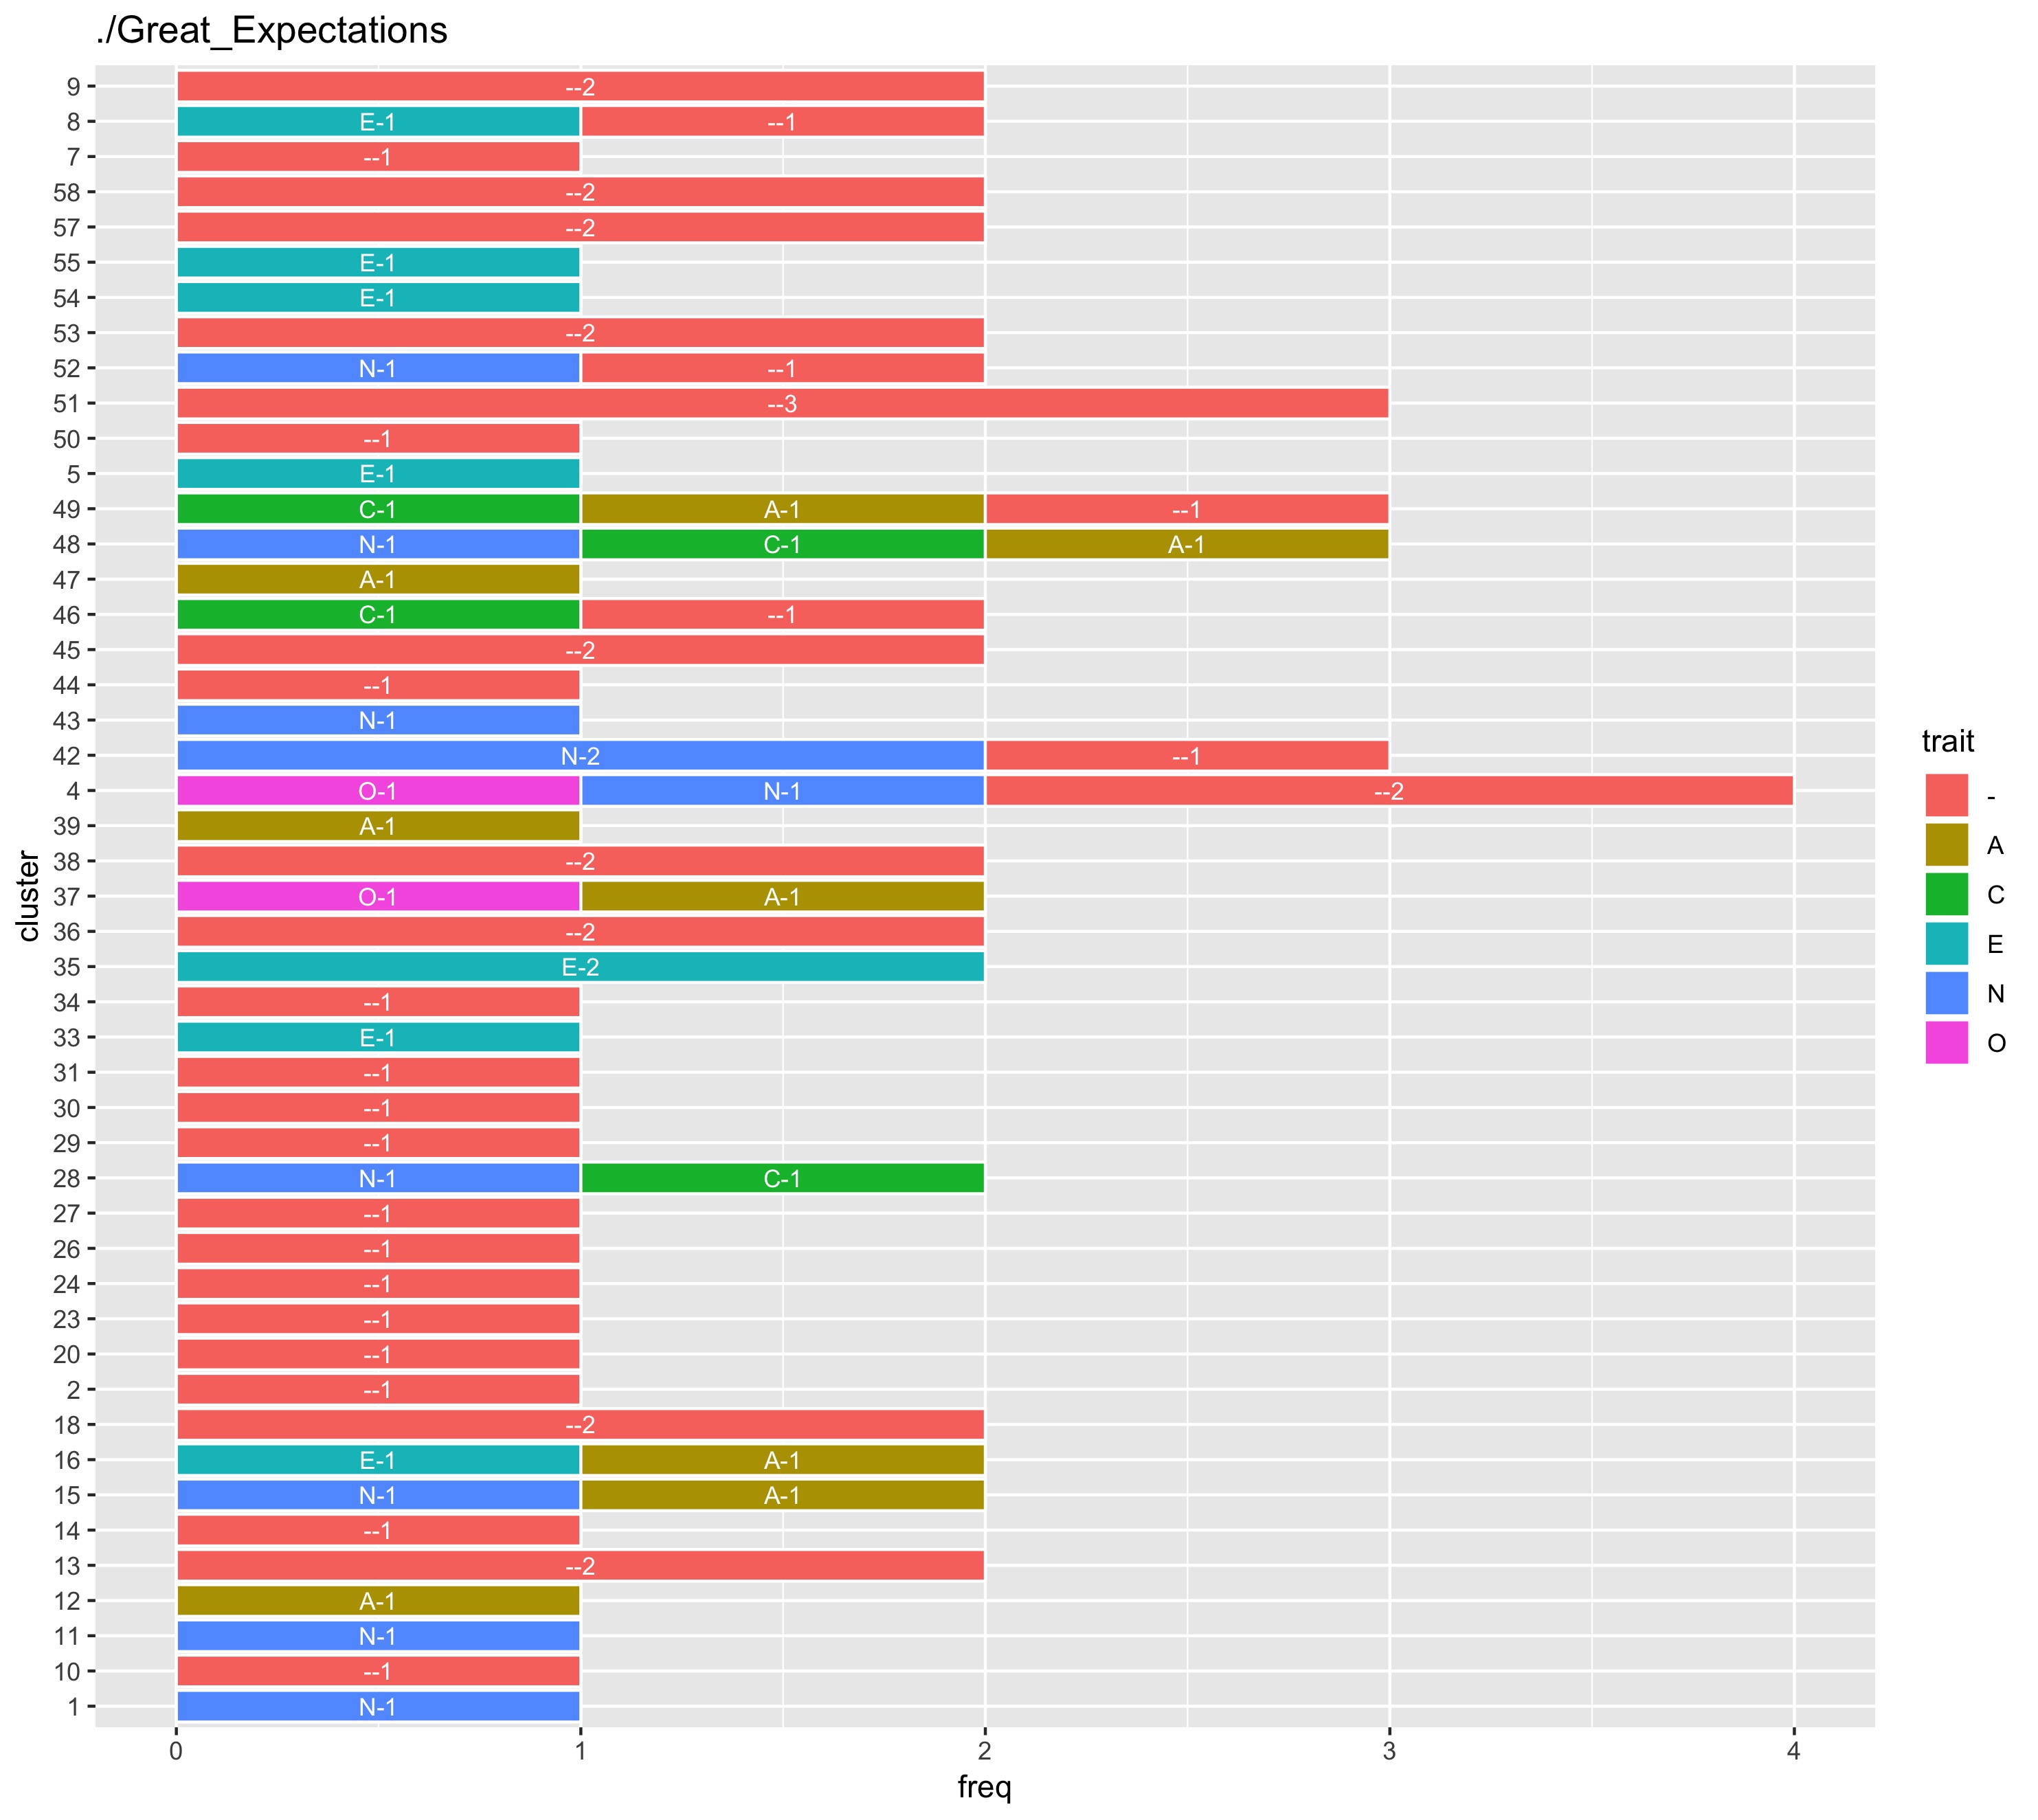 ./Great_Expectations
9 --2
8 E-1 --1
7 --1
58 --2
57 --2
55 E-1
54 E-1
53 --2
52 N-1 --1
51 --3
50 --1
5 E-1
49 C-1 A-1 --1
48 N-1 C-1 A-1
47 A-1
46 C-1 --1
45 --2
44 --1
43 N-1
42 N-2 --1
4 O-1 N-1 --2
39 A-1
38 --2
37 O-1 A-1
36 --2
35 E-2
34 --1
33 E-1
31 --1
30 --1
29 --1
28 N-1 C-1
27 --1
26 --1
24 --1
23 --1
20 --1
2 --1
18 --2
16 E-1 A-1
15 N-1 A-1
14 --1
13 --2
12 A-1
11 N-1
10 --1
1 N-1
0 1 2 3 4
freq
cluster
trait
-
A
C
E
N
O